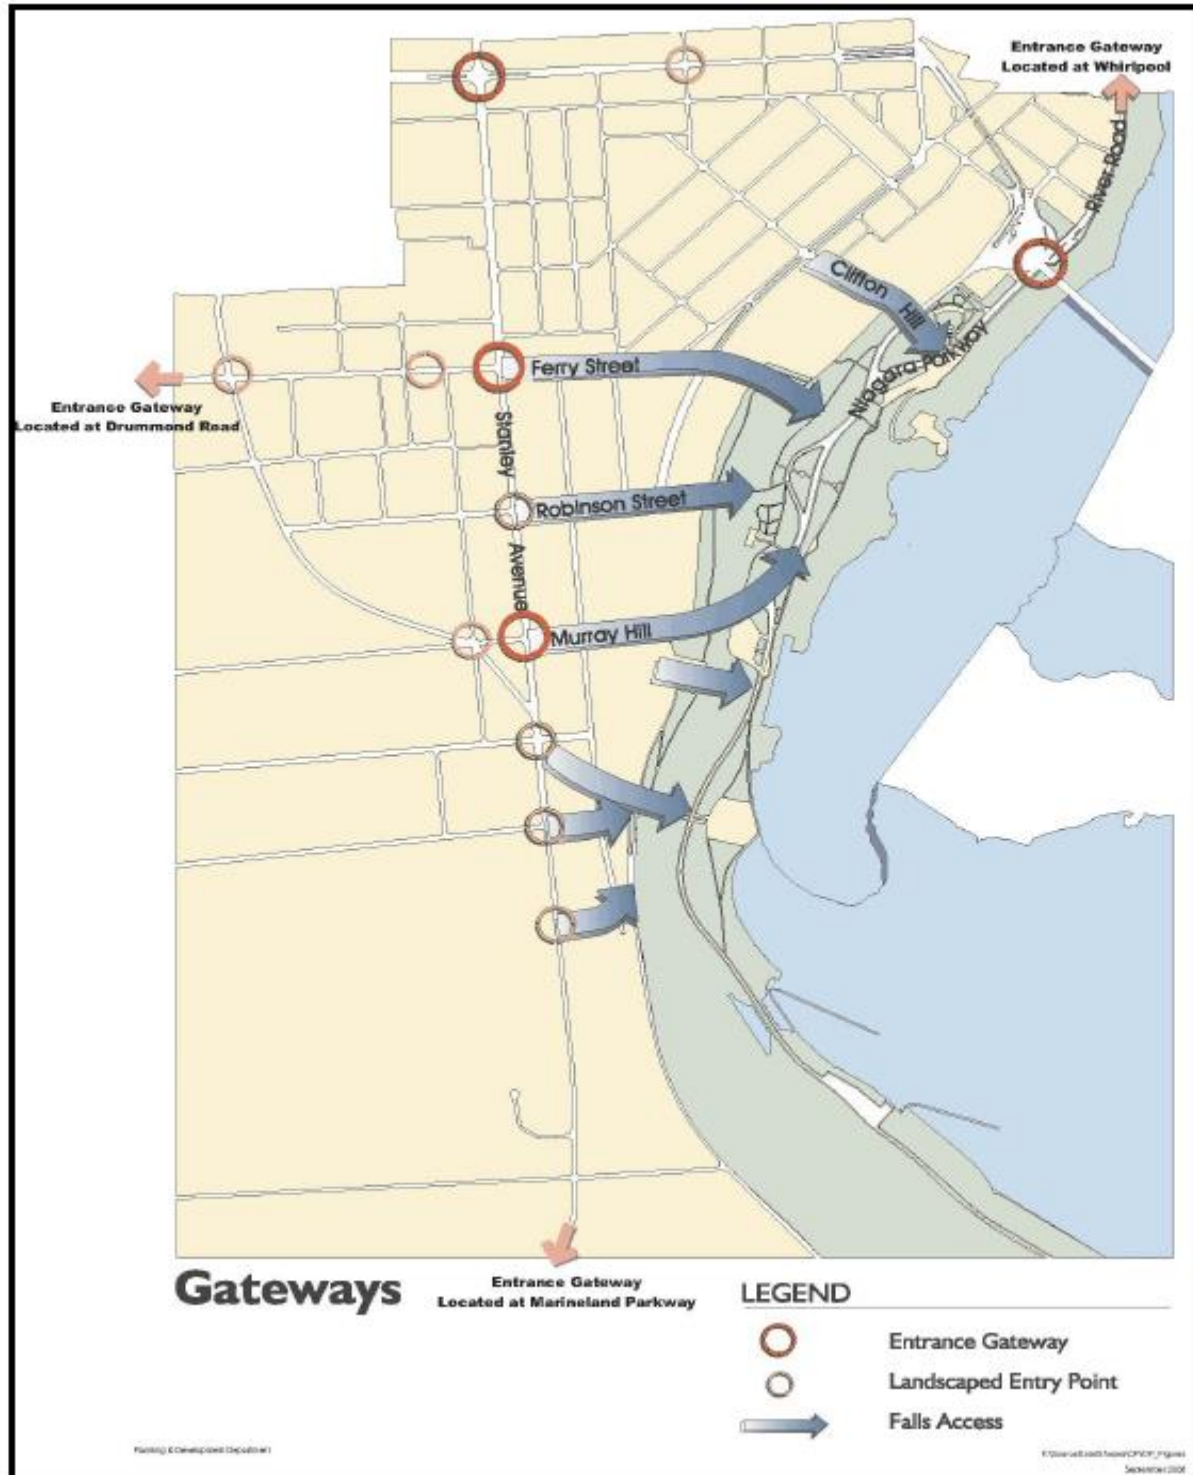 Entrance Gateway
Located at Whirlpool
River Road
Clifton Hill
Niagara Parkway
Ferry Street
Entrance Gateway
Located at Drummond Road
Stanley Avenue
Robinson Street
Murray Hill
Gateways
Entrance Gateway
Located at Marineland Parkway
LEGEND
Entrance Gateway
Landscaped Entry Point
Falls Access
Planning & Development Department
September 2008